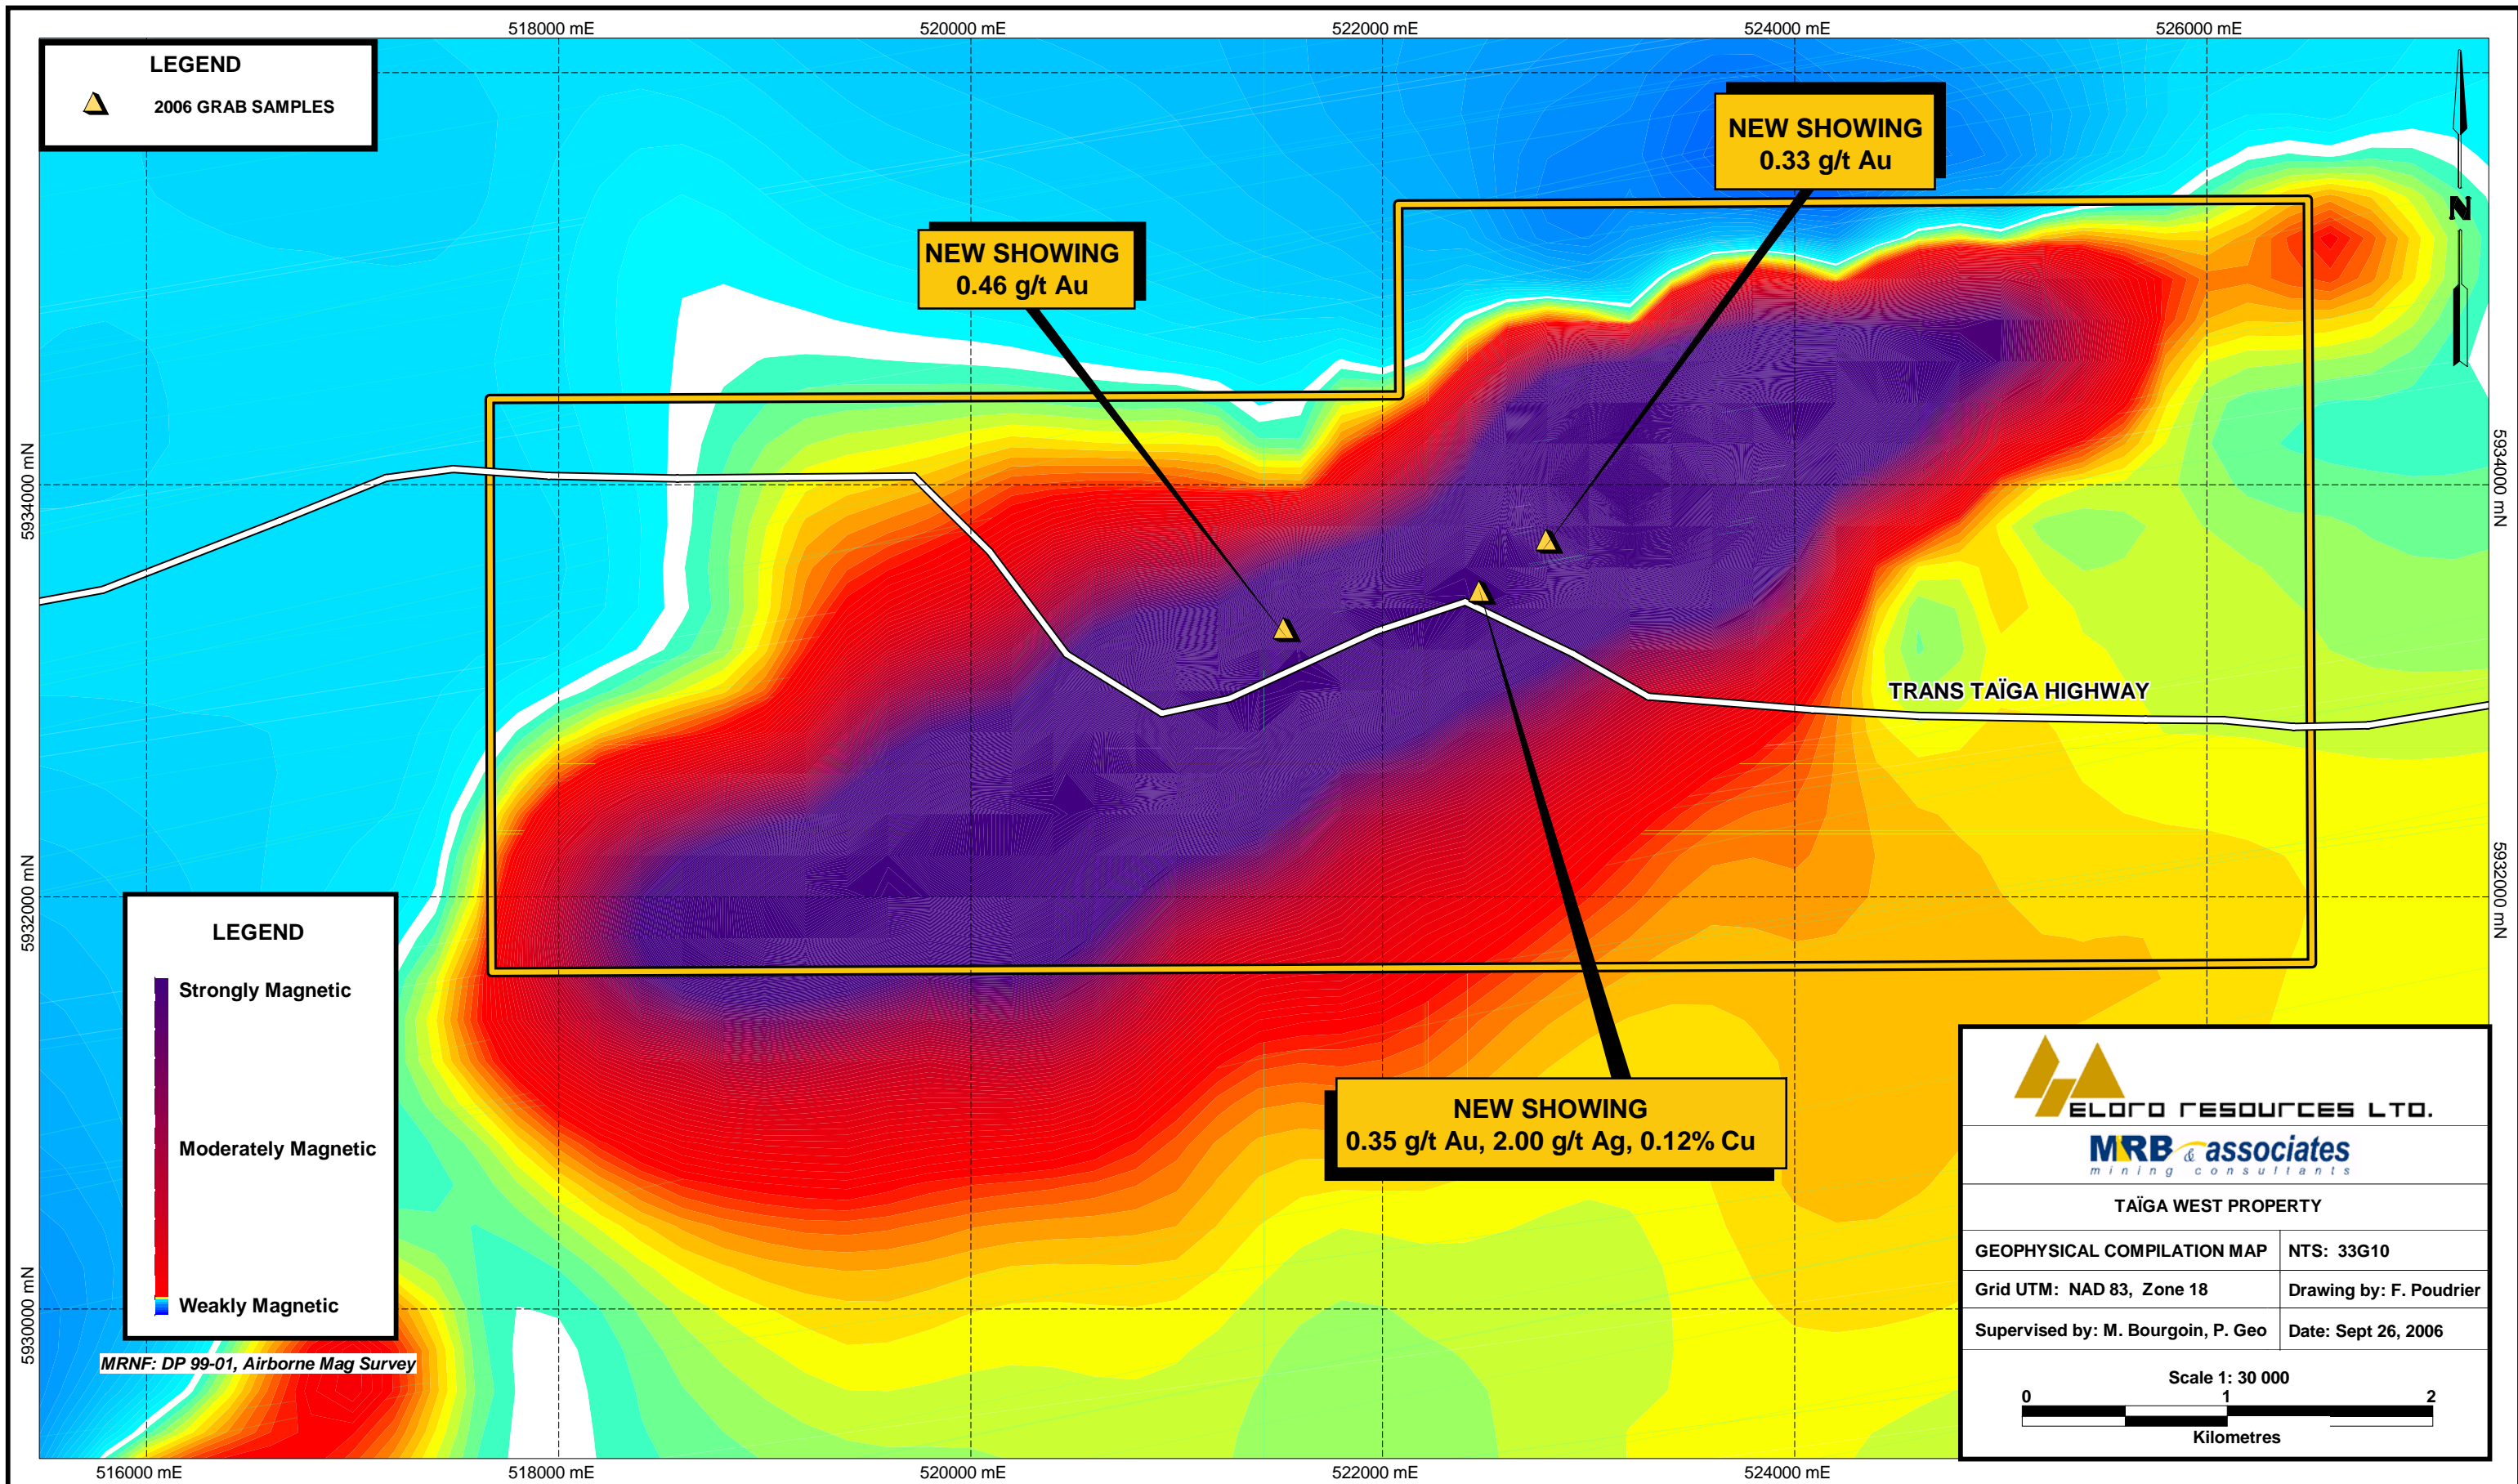 518000 mE
520000 mE
522000 mE
524000 mE
526000 mE
LEGEND
2006 GRAB SAMPLES
NEW SHOWING
0.33 g/t Au
NEW SHOWING
0.46 g/t Au
N
5934000 mN
5934000 mN
TRANS TAÏGA HIGHWAY
5932000 mN
5932000 mN
LEGEND
Strongly Magnetic
Moderately Magnetic
Weakly Magnetic
5930000 mN
MRNF: DP 99-01, Airborne Mag Survey
NEW SHOWING
0.35 g/t Au, 2.00 g/t Ag, 0.12% Cu
ELORO RESOURCES LTD.
MRB & associates
mining consultants
TAÏGA WEST PROPERTY
GEOPHYSICAL COMPILATION MAP
NTS: 33G10
Grid UTM: NAD 83, Zone 18
Drawing by: F. Poudrier
Supervised by: M. Bourgoin, P. Geo
Date: Sept 26, 2006
Scale 1: 30 000
0 1 2
Kilometres
516000 mE
518000 mE
520000 mE
522000 mE
524000 mE